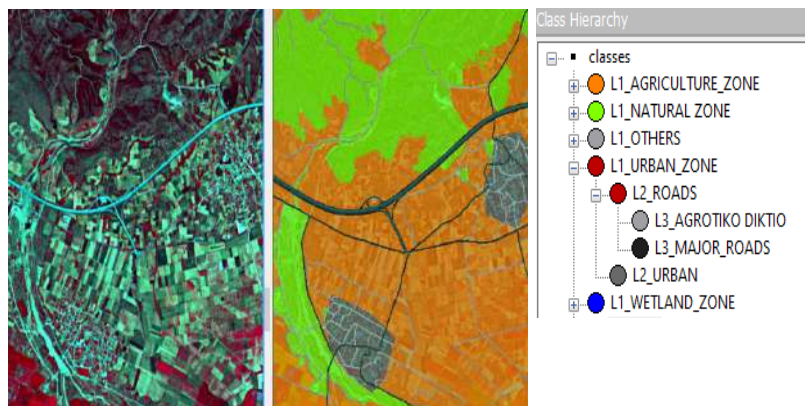 Class Hierarchy
classes
L1_AGRICULTURE_ZONE
L1_NATURAL ZONE
L1_OTHERS
L1_URBAN_ZONE
L2_ROADS
L3_AGROTIKO DIKTIO
L3_MAJOR_ROADS
L2_URBAN
L1_WETLAND_ZONE